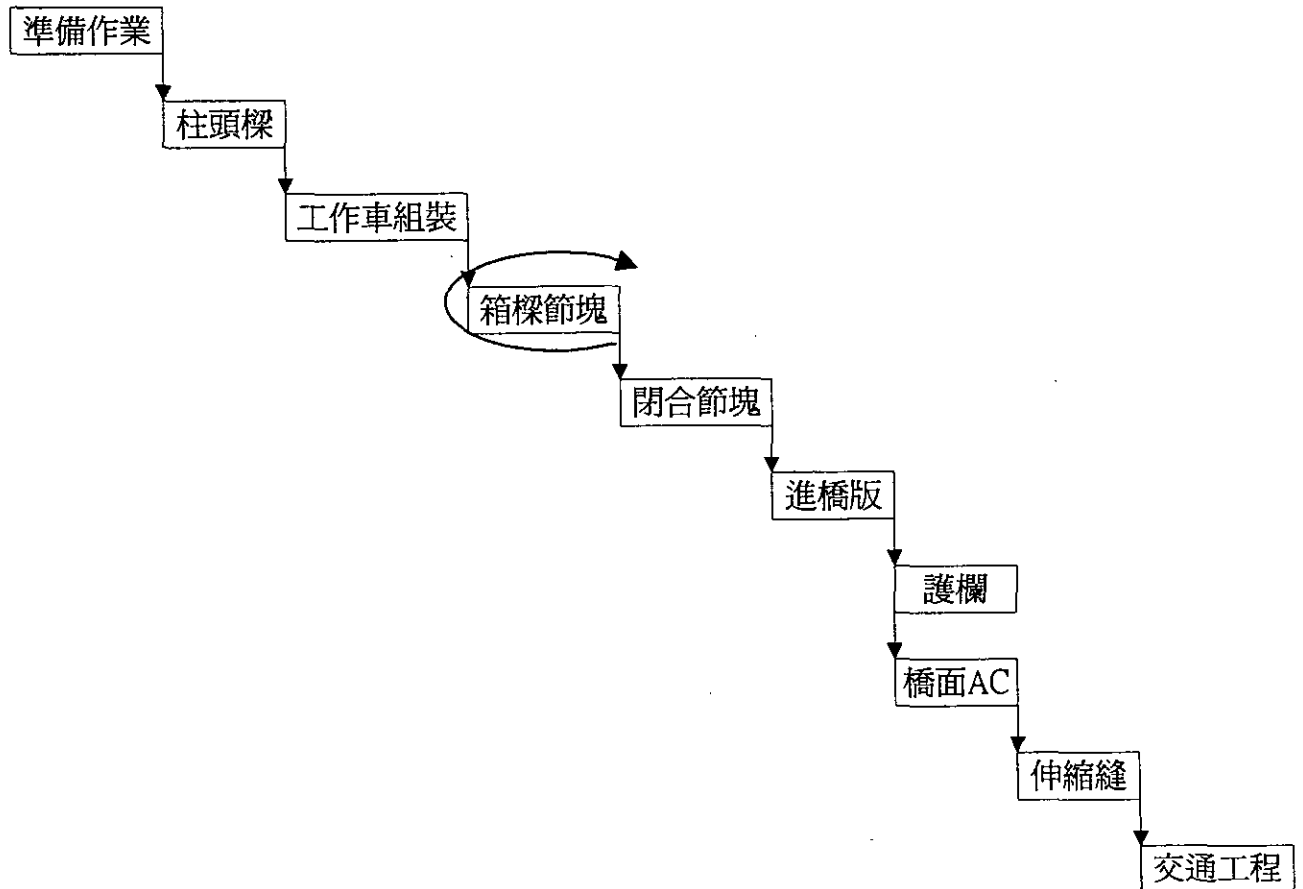 準備作業
柱頭樑
工作車組裝
箱樑節塊
閉合節塊
進橋版
護欄
橋面AC
伸縮縫
交通工程